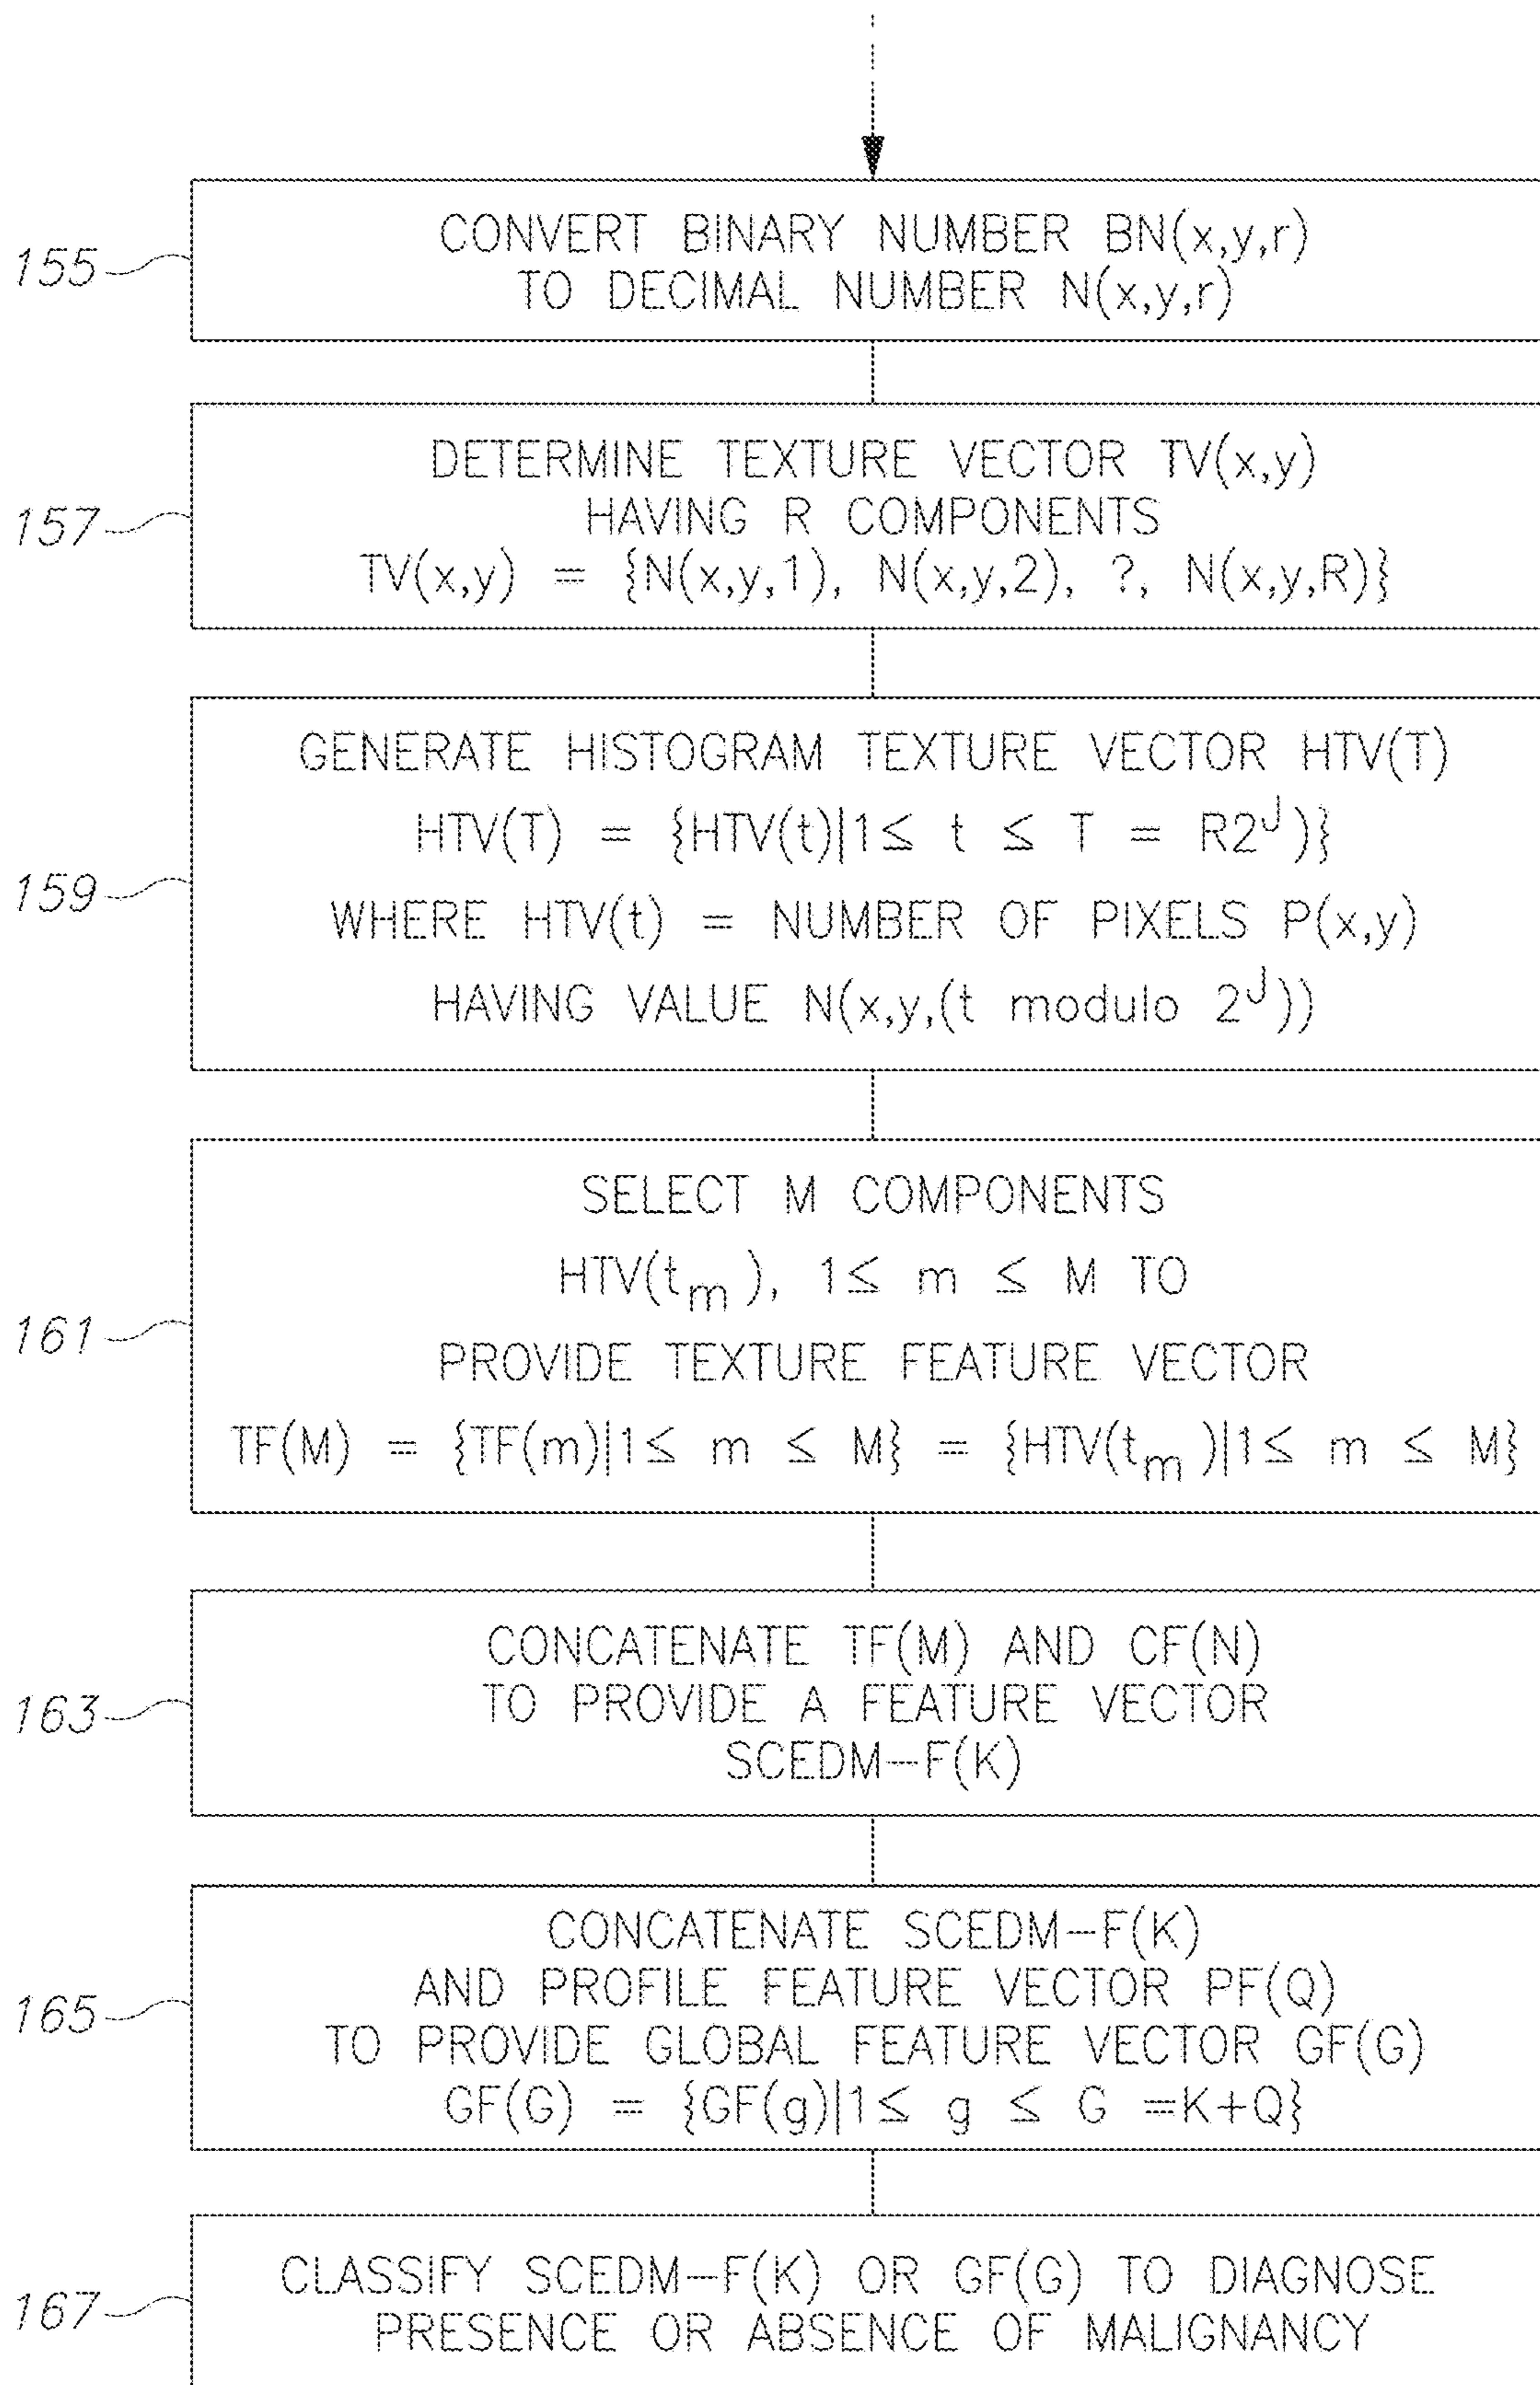 155
CONVERT BINARY NUMBER BN(x,y,r)
TO DECIMAL NUMBER N(x,y,r)
157
DETERMINE TEXTURE VECTOR TV(x,y)
HAVING R COMPONENTS
TV(x,y) = {N(x,y,1), N(x,y,2), ?, N(x,y,R)}
159
GENERATE HISTOGRAM TEXTURE VECTOR HTV(T)
HTV(T) = {HTV(t)|1≤ t ≤ T = R2^J)}
WHERE HTV(t) = NUMBER OF PIXELS P(x,y)
HAVING VALUE N(x,y,(t modulo 2^J))
161
SELECT M COMPONENTS
HTV(t_m), 1≤ m ≤ M TO
PROVIDE TEXTURE FEATURE VECTOR
TF(M) = {TF(m)|1≤ m ≤ M} = {HTV(t_m)|1≤ m ≤ M}
163
CONCATENATE TF(M) AND CF(N)
TO PROVIDE A FEATURE VECTOR
SCEDM–F(K)
165
CONCATENATE SCEDM–F(K)
AND PROFILE FEATURE VECTOR PF(Q)
TO PROVIDE GLOBAL FEATURE VECTOR GF(G)
GF(G) = {GF(g)|1≤ g ≤ G =K+Q}
167
CLASSIFY SCEDM–F(K) OR GF(G) TO DIAGNOSE
PRESENCE OR ABSENCE OF MALIGNANCY